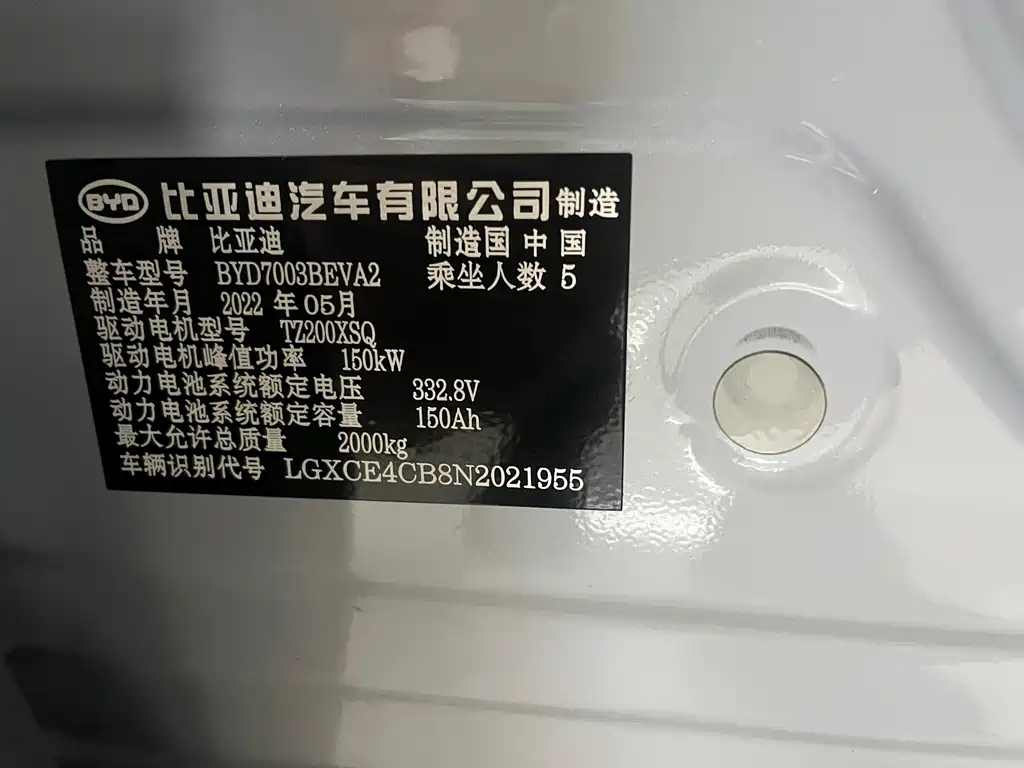 BYD 比亚迪汽车有限公司制造
品 牌 比亚迪 制造国 中国
整车型号 BYD7003BEVA2 乘坐人数 5
制造年月 2022 年 05月
驱动电机型号 TZ200XSQ
驱动电机峰值功率 150kW
动力电池系统额定电压 332.8V
动力电池系统额定容量 150Ah
最大允许总质量 2000kg
车辆识别代号 LGXCE4CB8N2021955